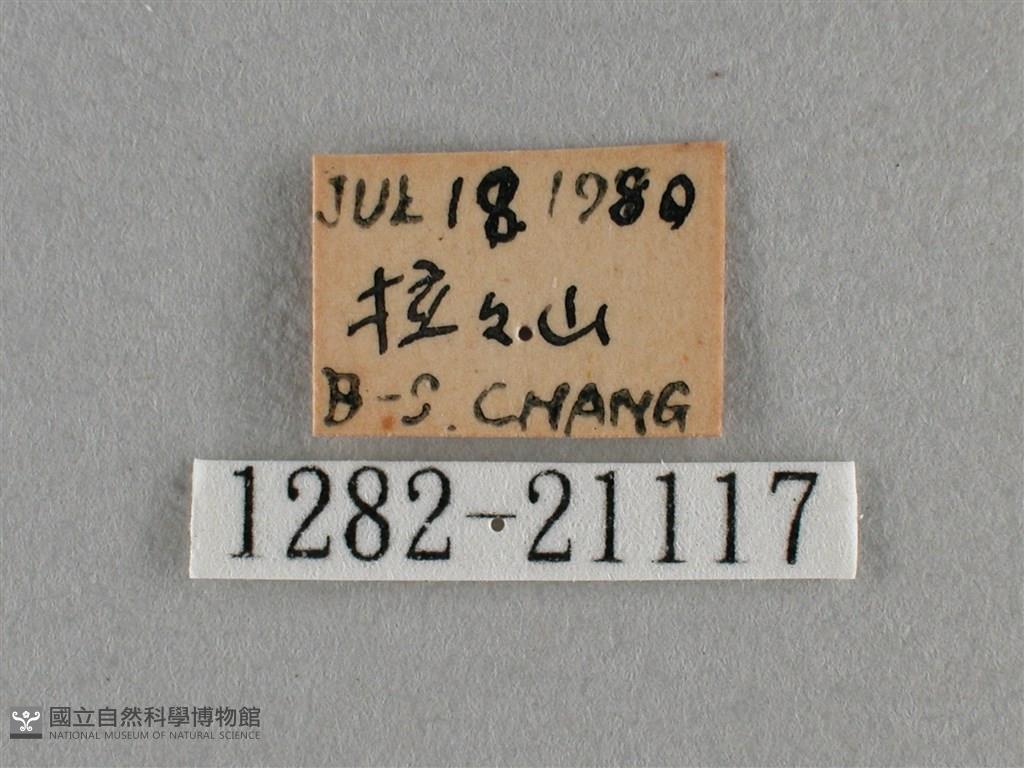 JUL 18 1980
拉々山
B-S. CHANG
1282-21117
國立自然科學博物館
NATIONAL MUSEUM OF NATURAL SCIENCE